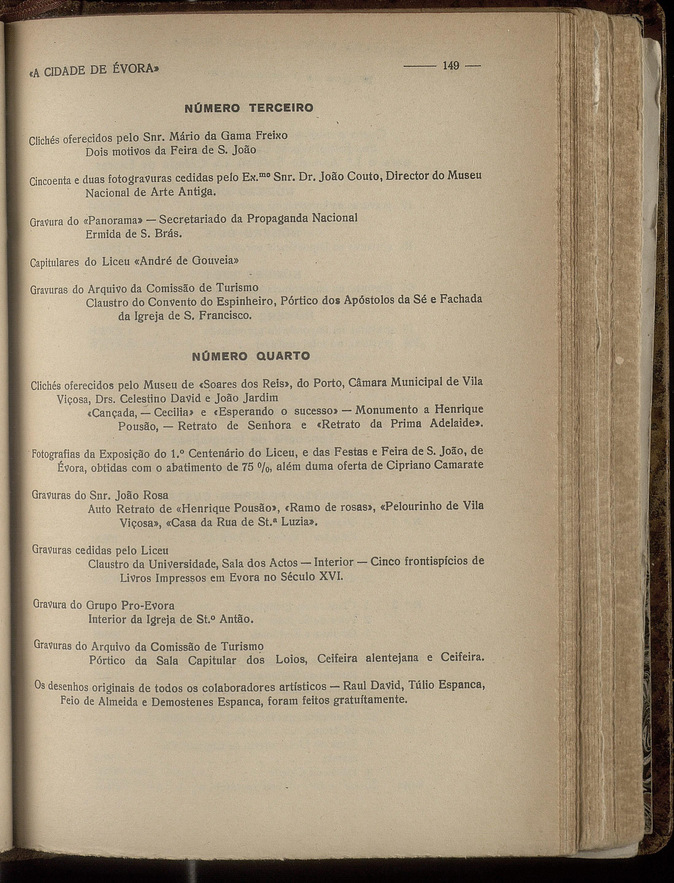 «A CIDADE DE ÉVORA» —— 149 —
NÚMERO TERCEIRO
Clichés oferecidos pelo Snr. Mário da Gama Freixo
Dois motivos da Feira de S. João
Cincoenta e duas fotogravuras cedidas pelo Ex.mo Snr. Dr. João Couto, Director do Museu
Nacional de Arte Antiga.
Gravura do «Panorama» — Secretariado da Propaganda Nacional
Ermida de S. Brás.
Capitulares do Liceu «André de Gouveia»
Gravuras do Arquivo da Comissão de Turismo
Claustro do Convento do Espinheiro, Pórtico dos Apóstolos da Sé e Fachada
da Igreja de S. Francisco.
NÚMERO QUARTO
Clichés oferecidos pelo Museu de «Soares dos Reis», do Porto, Câmara Municipal de Vila
Viçosa, Drs. Celestino David e João Jardim
«Cançada, — Cecilia» e «Esperando o sucesso» — Monumento a Henrique
Pousão, — Retrato de Senhora e «Retrato da Prima Adelaide».
Fotografias da Exposição do 1.º Centenário do Liceu, e das Festas e Feira de S. João, de
Évora, obtidas com o abatimento de 75 %, além duma oferta de Cipriano Camarate
Gravuras do Snr. João Rosa
Auto Retrato de «Henrique Pousão», «Ramo de rosas», «Pelourinho de Vila
Viçosa», «Casa da Rua de St.ª Luzia».
Gravuras cedidas pelo Liceu
Claustro da Universidade, Sala dos Actos — Interior — Cinco frontispícios de
Livros Impressos em Evora no Século XVI.
Gravura do Grupo Pro-Evora
Interior da Igreja de St.º Antão.
Gravuras do Arquivo da Comissão de Turismo
Pórtico da Sala Capitular dos Loios, Ceifeira alentejana e Ceifeira.
Os desenhos originais de todos os colaboradores artísticos — Raul David, Túlio Espanca,
Feio de Almeida e Demostenes Espanca, foram feitos gratuítamente.